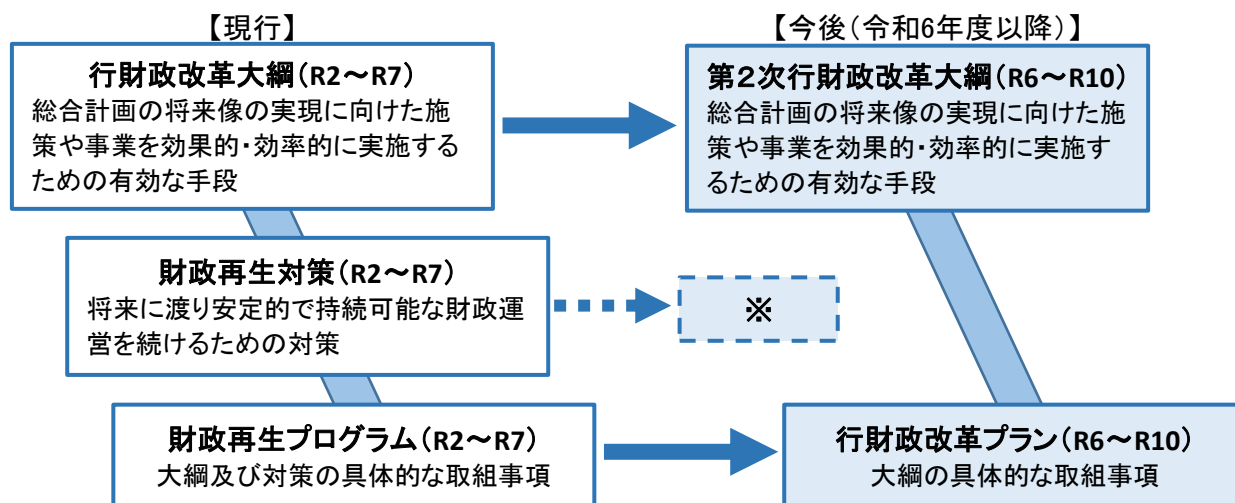 【現行】
行財政改革大綱(R2～R7)
総合計画の将来像の実現に向けた施
策や事業を効果的・効率的に実施する
ための有効な手段
財政再生対策(R2～R7)
将来に渡り安定的で持続可能な財政運
営を続けるための対策
財政再生プログラム(R2～R7)
大綱及び対策の具体的な取組事項
【今後(令和6年度以降)】
第2次行財政改革大綱(R6～R10)
総合計画の将来像の実現に向けた施
策や事業を効果的・効率的に実施す
るための有効な手段
※
行財政改革プラン(R6～R10)
大綱の具体的な取組事項